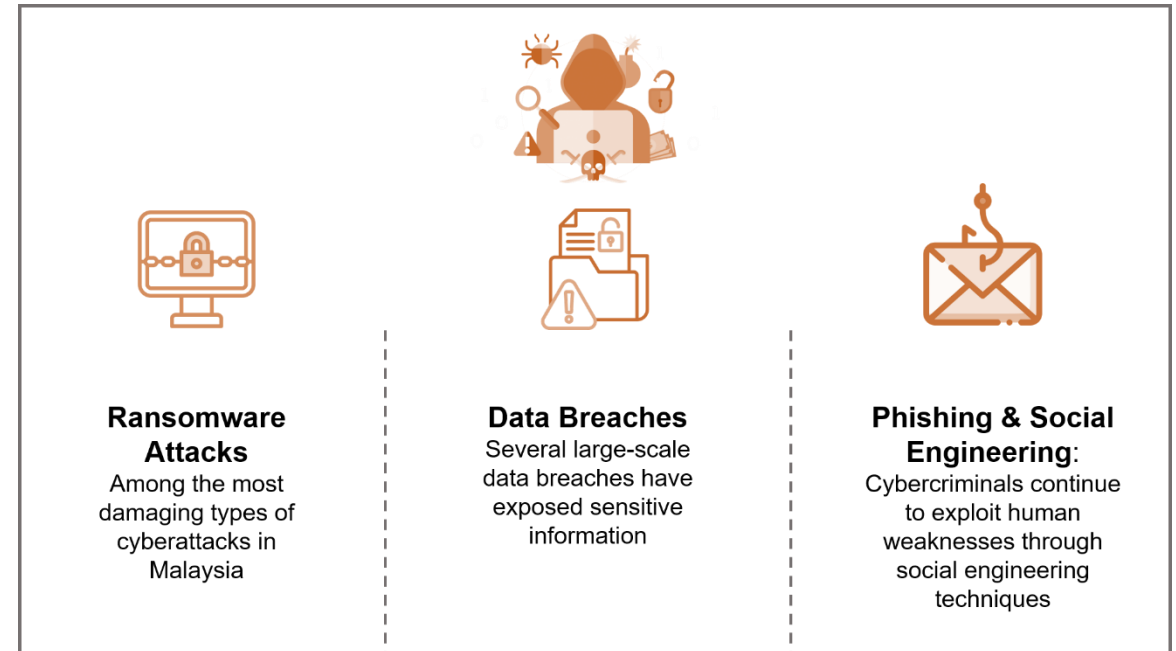 Ransomware
Attacks
Among the most
damaging types of
cyberattacks in
Malaysia
Data Breaches
Several large-scale
data breaches have
exposed sensitive
information
Phishing & Social
Engineering:
Cybercriminals continue
to exploit human
weaknesses through
social engineering
techniques